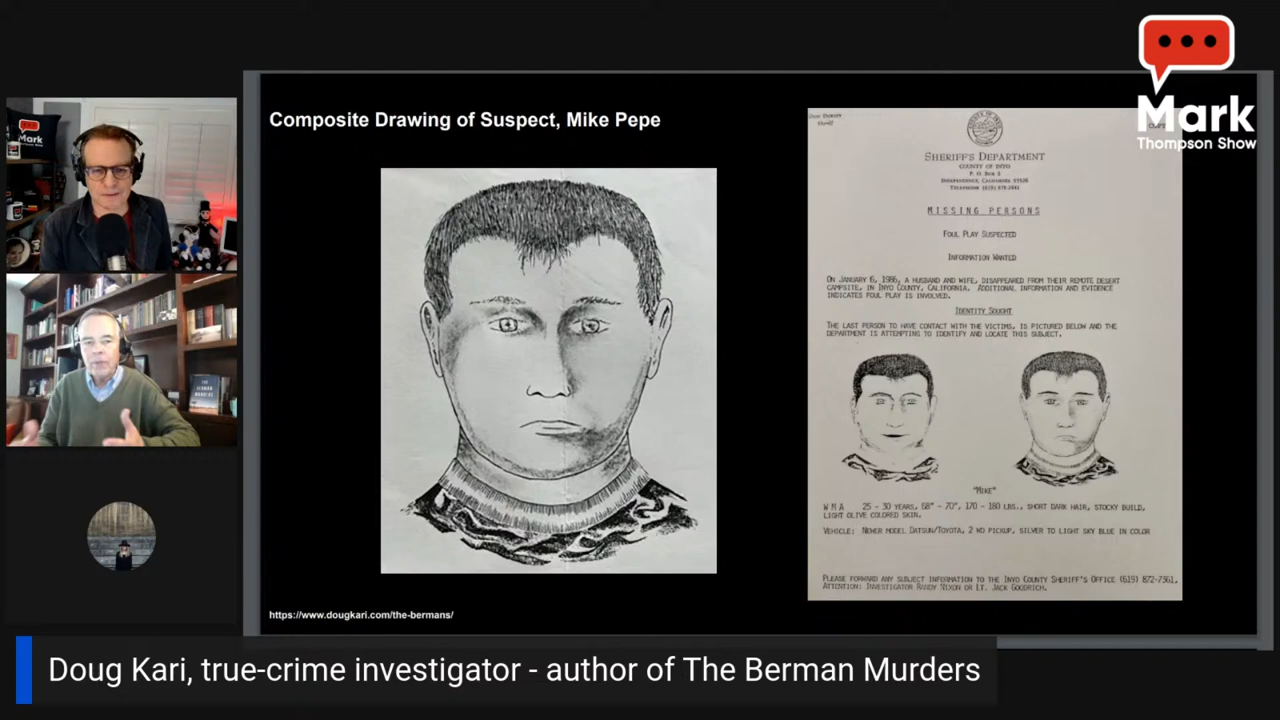 Mark
Thompson Show
Composite Drawing of Suspect, Mike Pepe
SHERIFF'S DEPARTMENT
COUNTY OF INYO
P. O. BOX S
INDEPENDENCE, CALIFORNIA 93526
MISSING PERSONS
FOUL PLAY SUSPECTED
INFORMATION WANTED
ON JANUARY 6, 1986, A HUSBAND AND WIFE, DISAPPEARED FROM THEIR REMOTE DESERT
CAMPSITE, IN INYO COUNTY, CALIFORNIA. ADDITIONAL INFORMATION AND EVIDENCE
INDICATES FOUL PLAY IS INVOLVED.
IDENTITY SOUGHT
THE LAST PERSON TO HAVE CONTACT WITH THE VICTIMS, IS PICTURED BELOW AND THE
DEPARTMENT IS ATTEMPTING TO IDENTIFY AND LOCATE THIS SUBJECT.
"MIKE"
W M A 25 - 30 YEARS, 68" - 70", 170 - 180 LBS., SHORT DARK HAIR, STOCKY BUILD,
LIGHT OLIVE COLORED SKIN.
VEHICLE: NEWER MODEL DATSUN/TOYOTA, 2 WD PICKUP, SILVER TO LIGHT SKY BLUE IN COLOR
PLEASE FORWARD ANY SUBJECT INFORMATION TO THE INYO COUNTY SHERIFF'S OFFICE (619) 872-7361,
ATTENTION: INVESTIGATOR RANDY NIXON OR LT. JACK GOODRICH.
https://www.dougkari.com/the-bermans/
Doug Kari, true-crime investigator - author of The Berman Murders